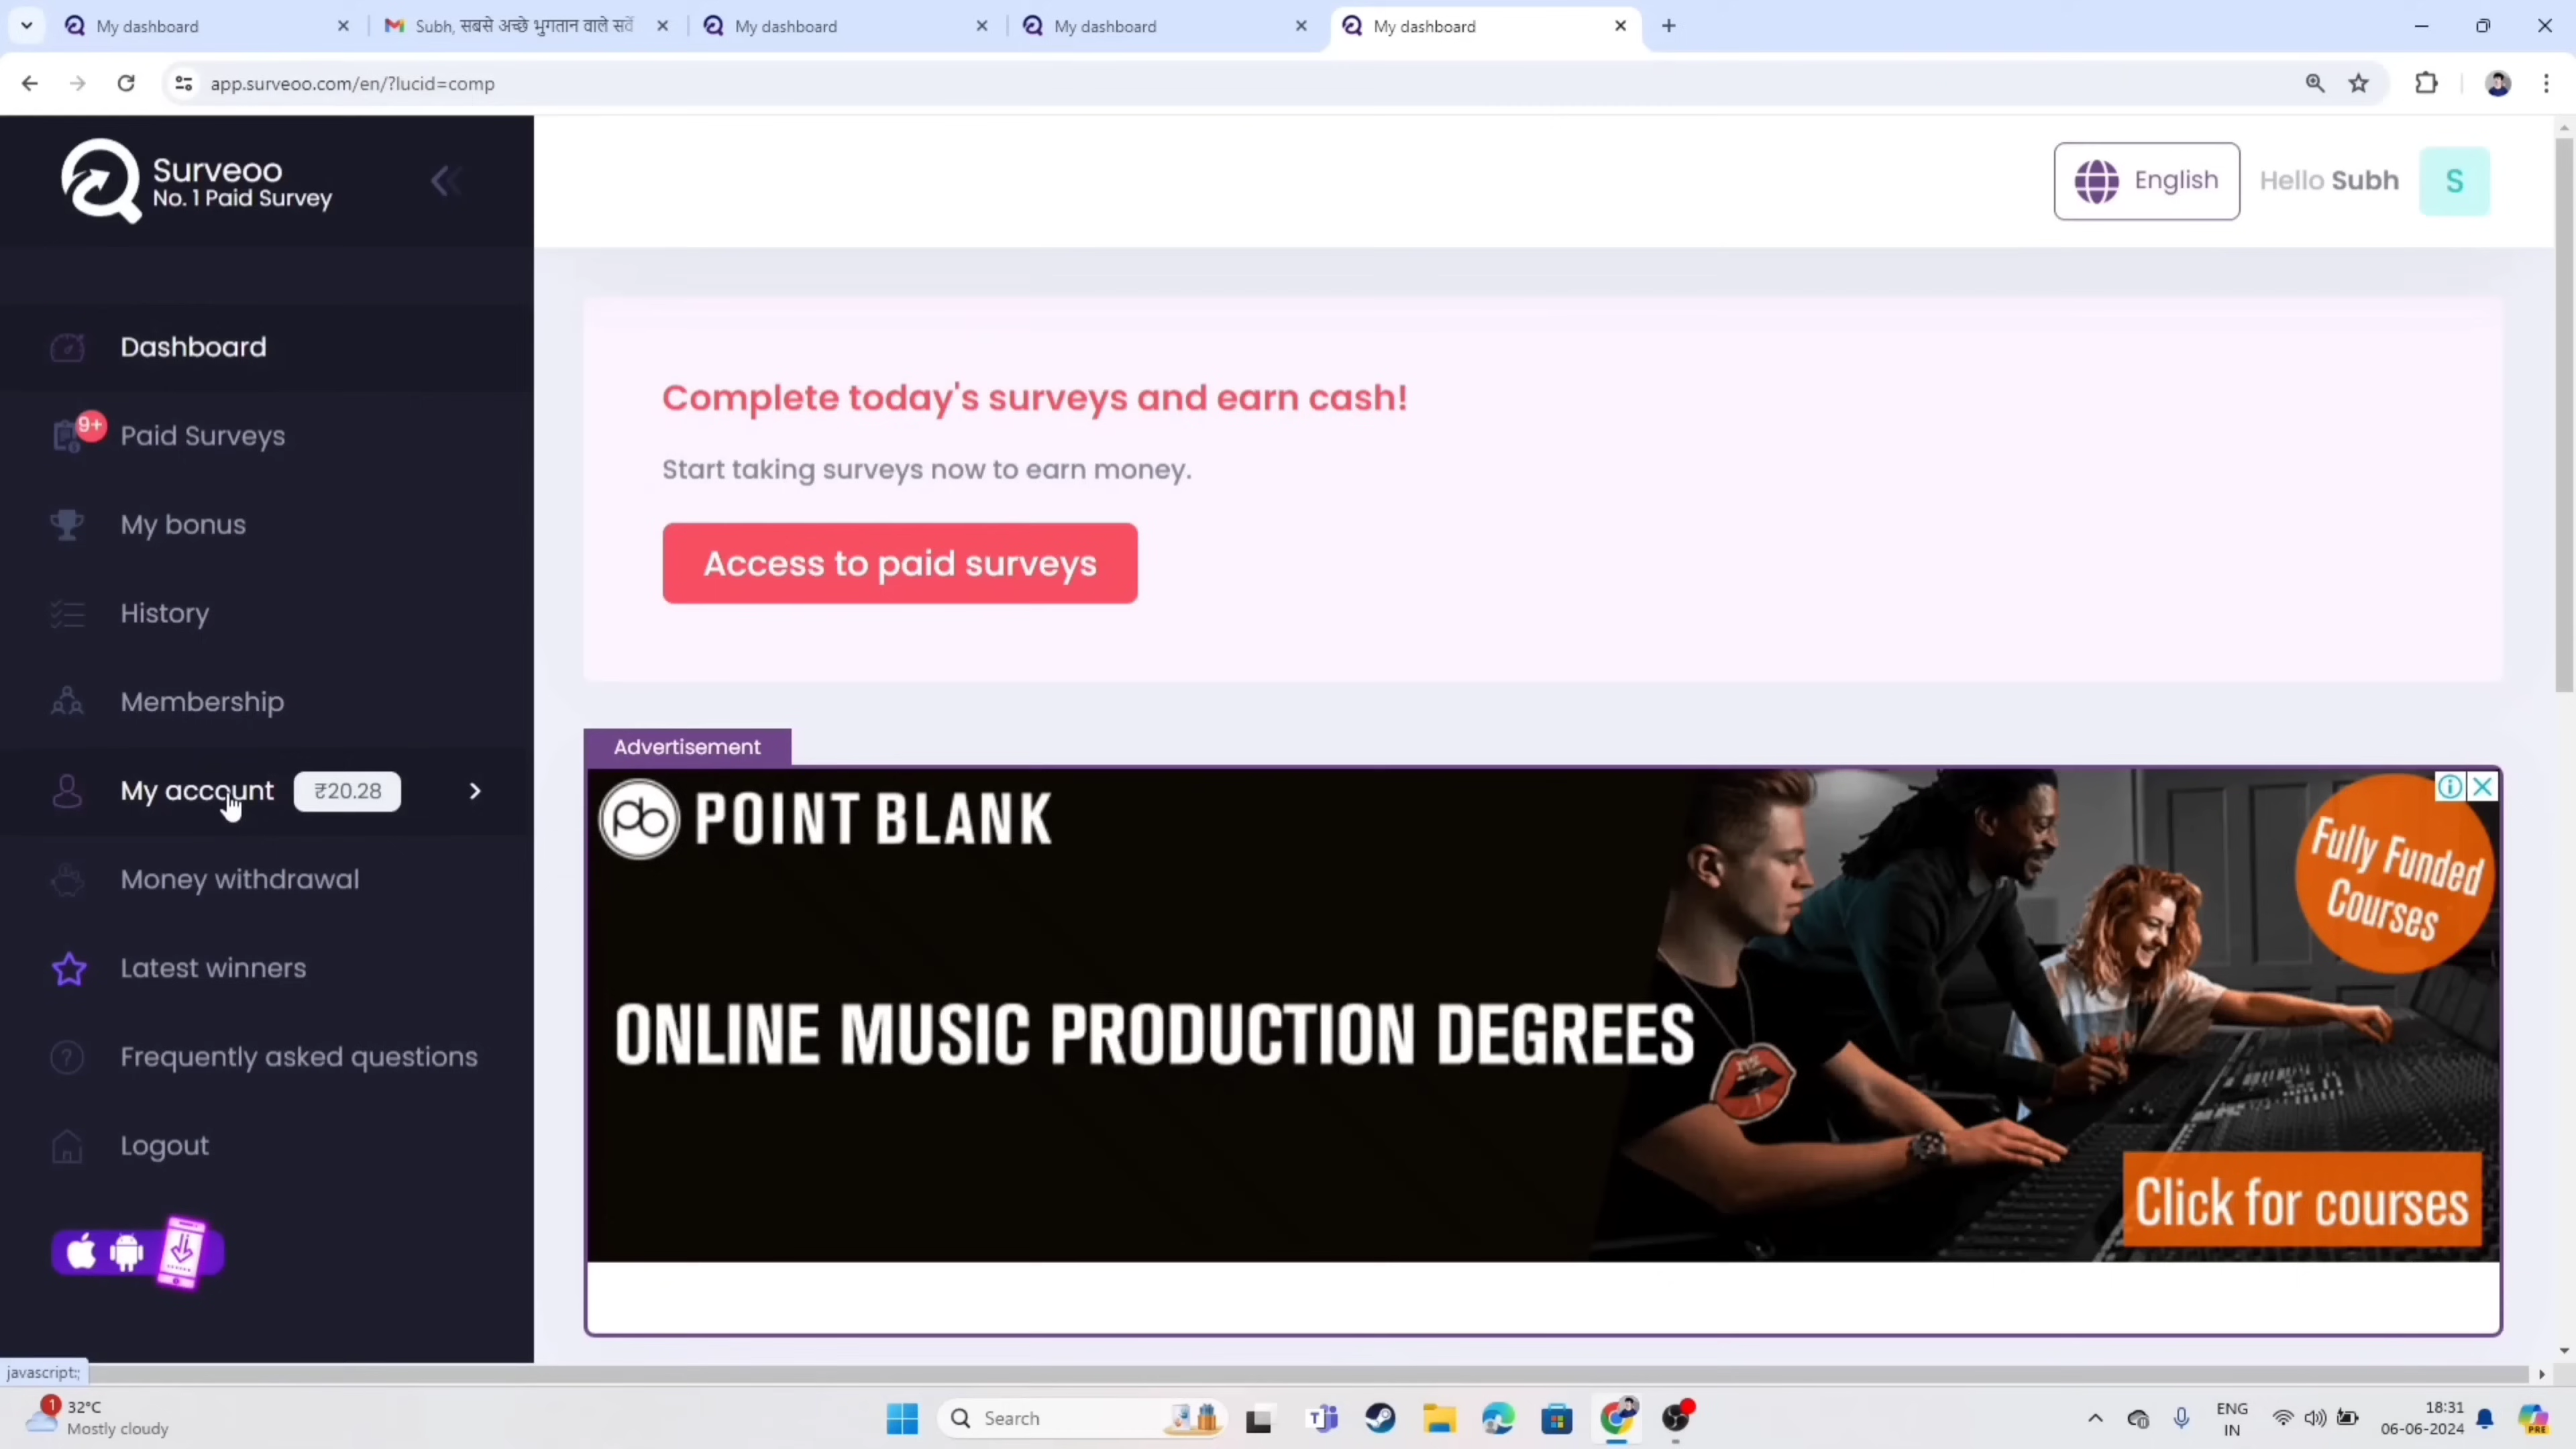 My dashboard
Subh, सबसे अच्छे भुगतान वाले सर्वे
My dashboard
My dashboard
My dashboard
app.surveoo.com/en/?lucid=comp
Surveoo
No. 1 Paid Survey
English
Hello Subh
S
Dashboard
9+
Paid Surveys
My bonus
History
Membership
My account
₹20.28
Money withdrawal
Latest winners
Frequently asked questions
Logout
Complete today's surveys and earn cash!
Start taking surveys now to earn money.
Access to paid surveys
Advertisement
pb POINT BLANK
ONLINE MUSIC PRODUCTION DEGREES
Fully Funded
Courses
Click for courses
javascript:;
1
32°C
Mostly cloudy
Search
ENG
IN
18:31
06-06-2024
PRE